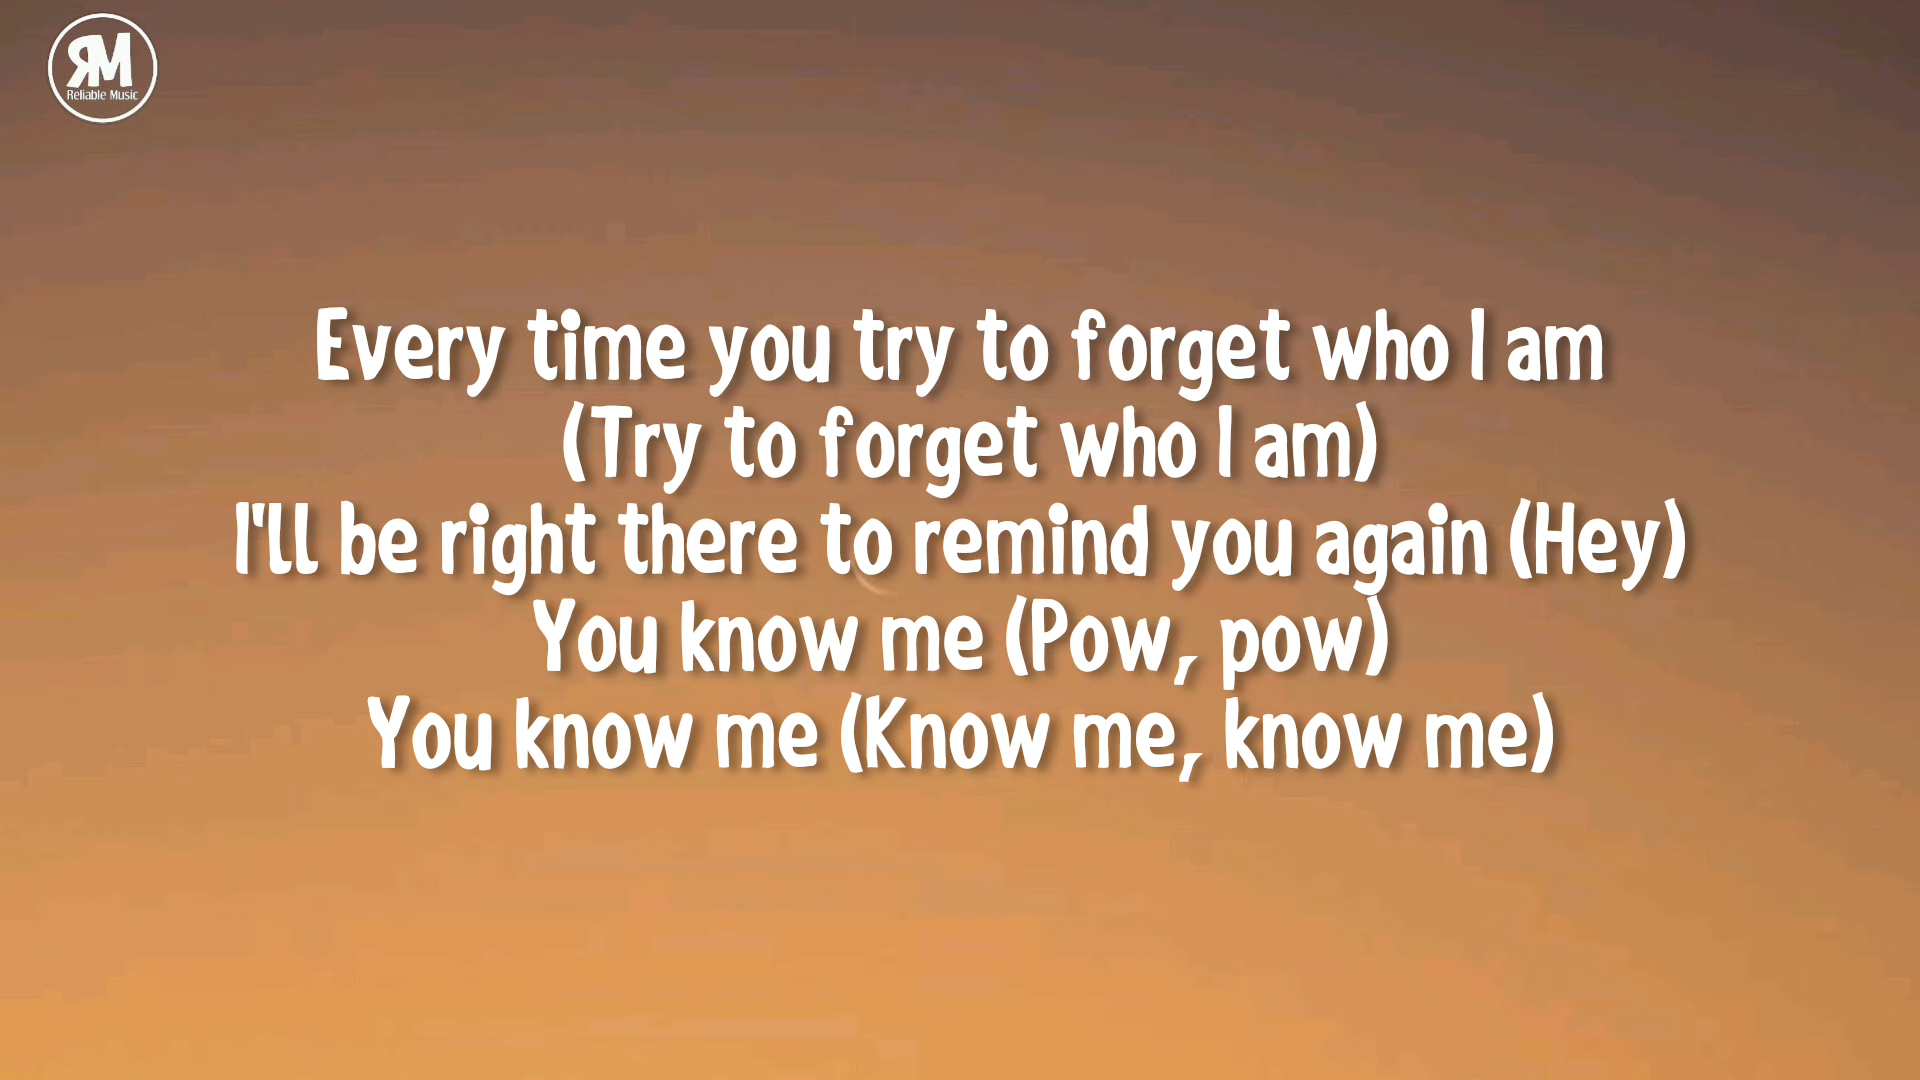 RM
Reliable Music
Every time you try to forget who I am
(Try to forget who I am)
I'll be right there to remind you again (Hey)
You know me (Pow, pow)
You know me (Know me, know me)